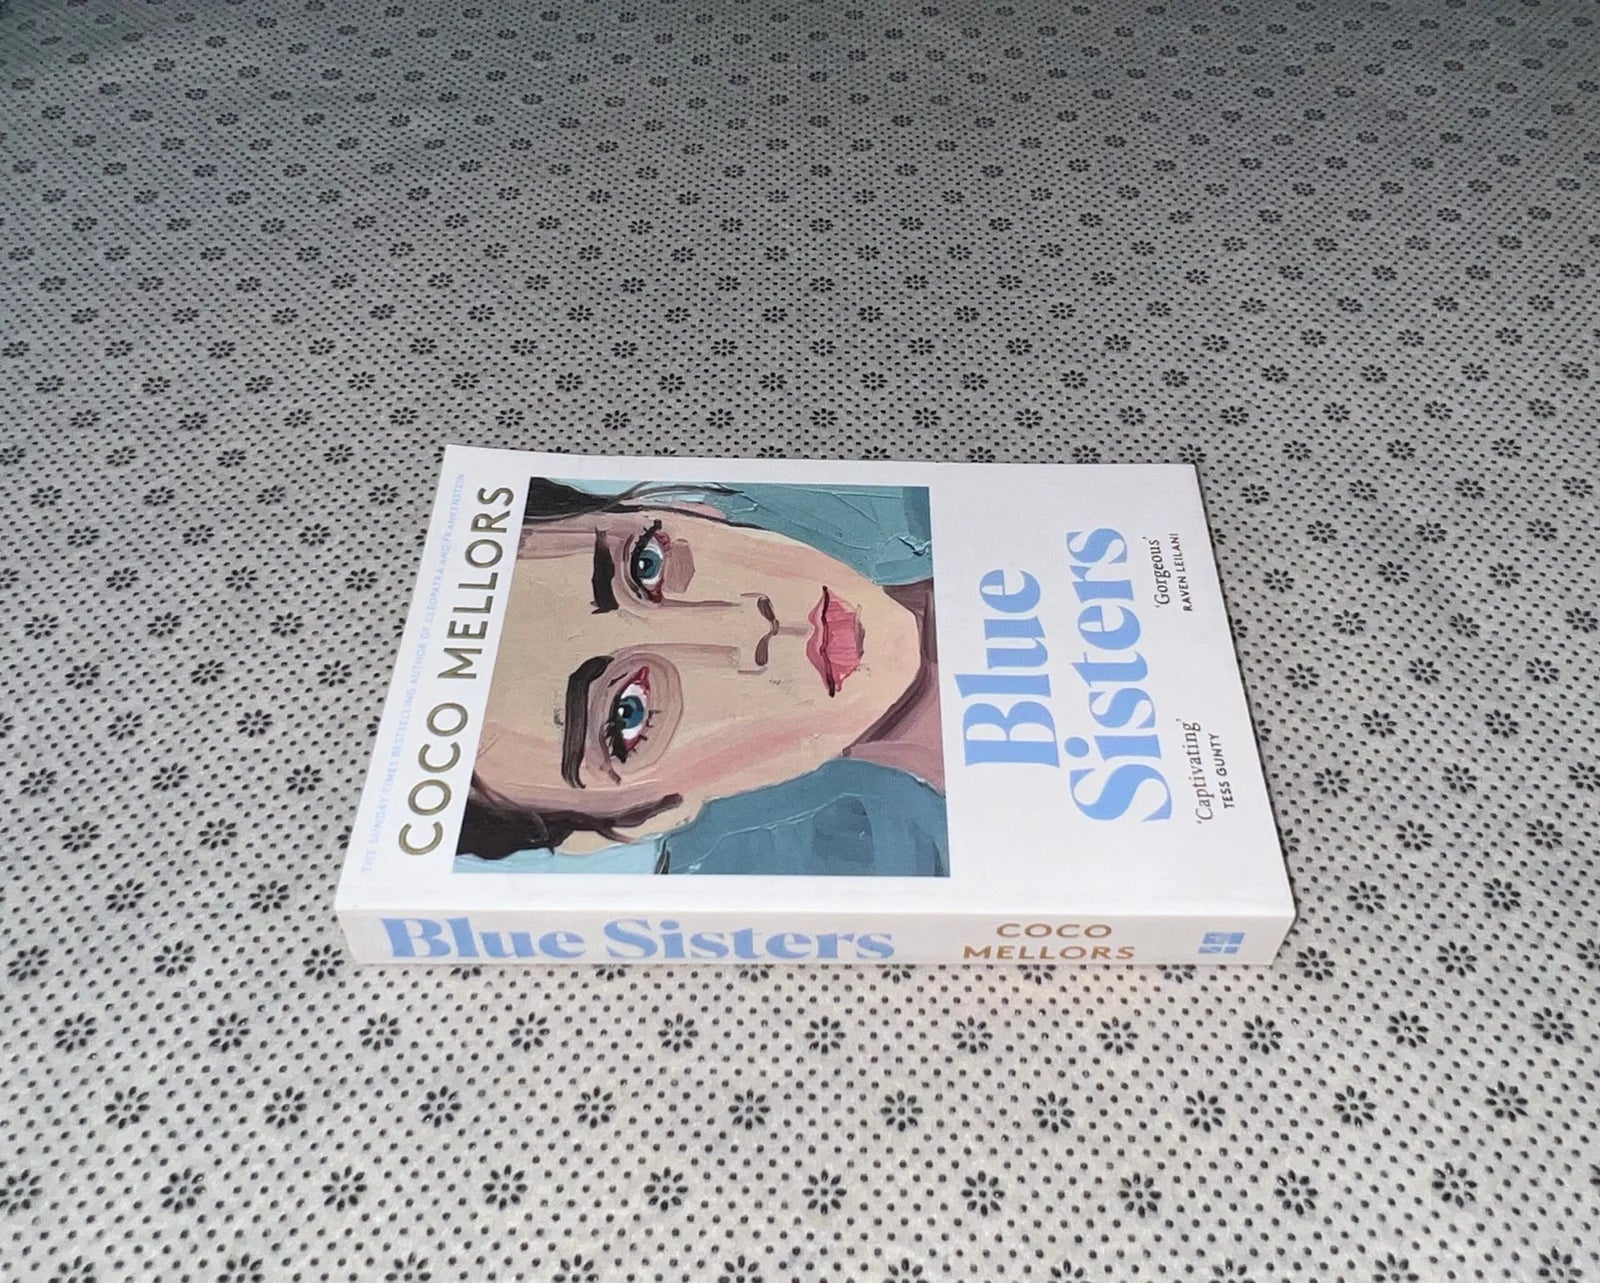 THE SUNDAY TIMES BESTSELLING AUTHOR OF CLEOPATRA AND FRANKENSTEIN
COCO MELLORS
Blue
Sisters
‘Gorgeous’
RAVEN LEILANI
‘Captivating’
TESS GUNTY
Blue Sisters
COCO
MELLORS